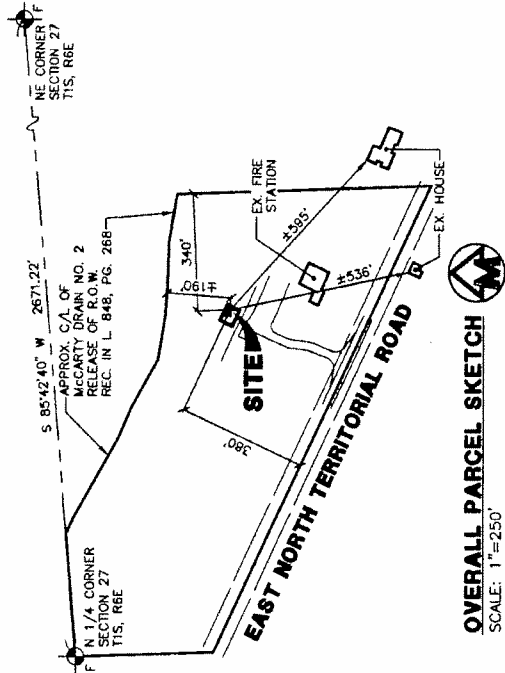 NE CORNER
SECTION 27
T1S, R6E
F
S 85°42'40" W 2671.22'
APPROX. C/L OF
McCARTY DRAIN NO. 2
RELEASE OF R.O.W.
REC. IN L 848, PG. 268
N 1/4 CORNER
SECTION 27
T1S, R6E
F
340'
±190'
EX. FIRE
STATION
±595'
±536'
EX. HOUSE
SITE
380'
EAST NORTH TERRITORIAL ROAD
OVERALL PARCEL SKETCH
SCALE: 1"=250'
M